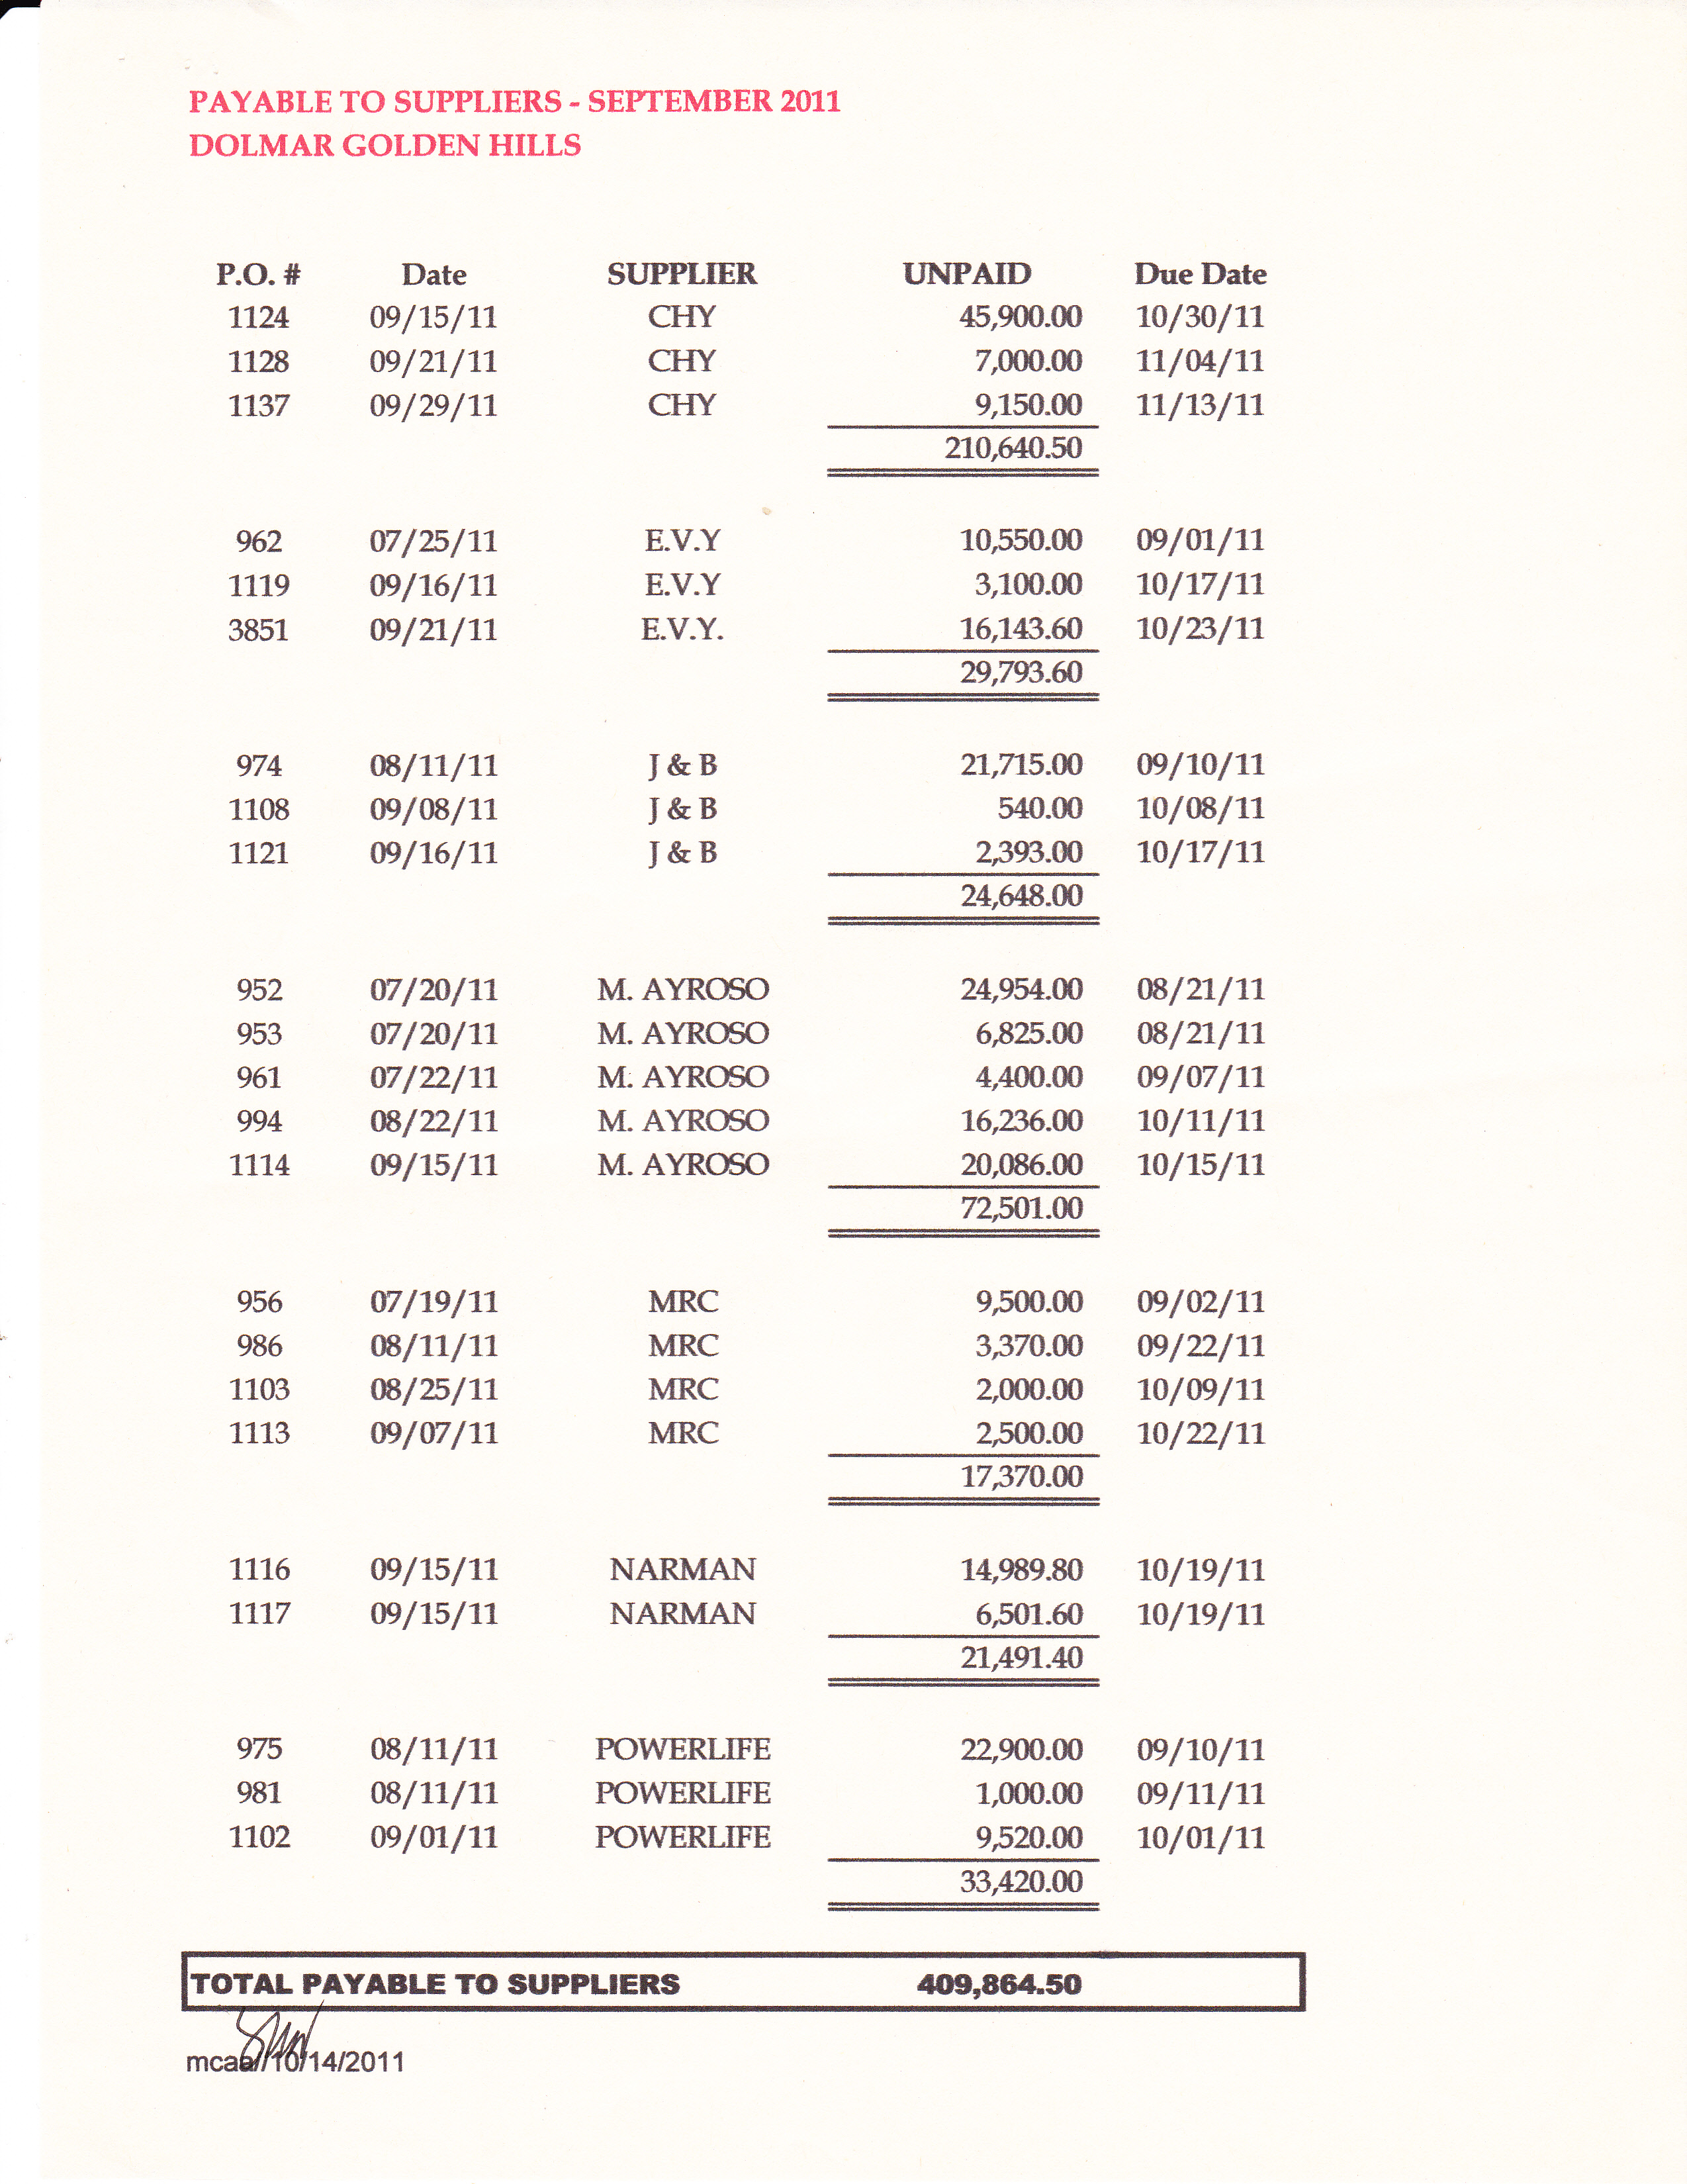 PAYABLE TO SUPPLIERS - SEPTEMBER 2011
DOLMAR GOLDEN HILLS
P.O. # Date SUPPLIER UNPAID Due Date
1124 09/15/11 CHY 45,900.00 10/30/11
1128 09/21/11 CHY 7,000.00 11/04/11
1137 09/29/11 CHY 9,150.00 11/13/11
210,640.50
962 07/25/11 E.V.Y 10,550.00 09/01/11
1119 09/16/11 E.V.Y 3,100.00 10/17/11
3851 09/21/11 E.V.Y. 16,143.60 10/23/11
29,793.60
974 08/11/11 J & B 21,715.00 09/10/11
1108 09/08/11 J & B 540.00 10/08/11
1121 09/16/11 J & B 2,393.00 10/17/11
24,648.00
952 07/20/11 M. AYROSO 24,954.00 08/21/11
953 07/20/11 M. AYROSO 6,825.00 08/21/11
961 07/22/11 M. AYROSO 4,400.00 09/07/11
994 08/22/11 M. AYROSO 16,236.00 10/11/11
1114 09/15/11 M. AYROSO 20,086.00 10/15/11
72,501.00
956 07/19/11 MRC 9,500.00 09/02/11
986 08/11/11 MRC 3,370.00 09/22/11
1103 08/25/11 MRC 2,000.00 10/09/11
1113 09/07/11 MRC 2,500.00 10/22/11
17,370.00
1116 09/15/11 NARMAN 14,989.80 10/19/11
1117 09/15/11 NARMAN 6,501.60 10/19/11
21,491.40
975 08/11/11 POWERLIFE 22,900.00 09/10/11
981 08/11/11 POWERLIFE 1,000.00 09/11/11
1102 09/01/11 POWERLIFE 9,520.00 10/01/11
33,420.00
TOTAL PAYABLE TO SUPPLIERS 409,864.50
mcaa//10/14/2011